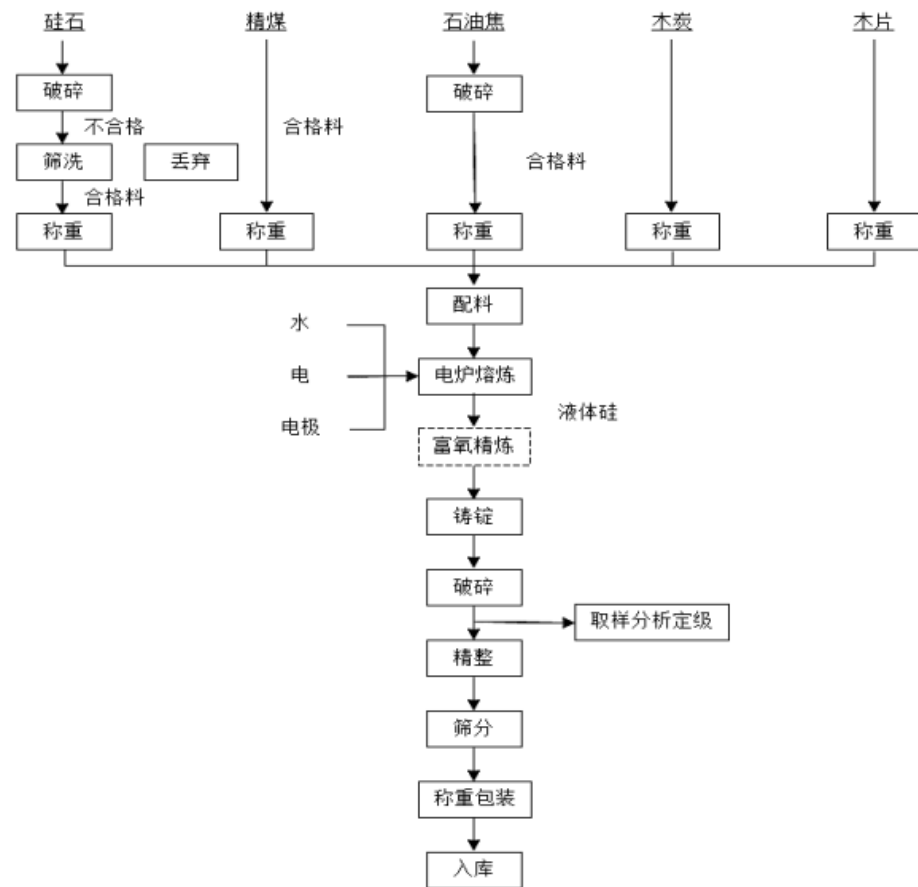 硅石 精煤 石油焦 木炭 木片
破碎 破碎
不合格 合格料
筛洗 丢弃 合格料
合格料
称重 称重 称重 称重 称重
配料
水
电 电炉熔炼
液体硅
电极
富氧精炼
铸锭
破碎
取样分析定级
精整
筛分
称重包装
入库